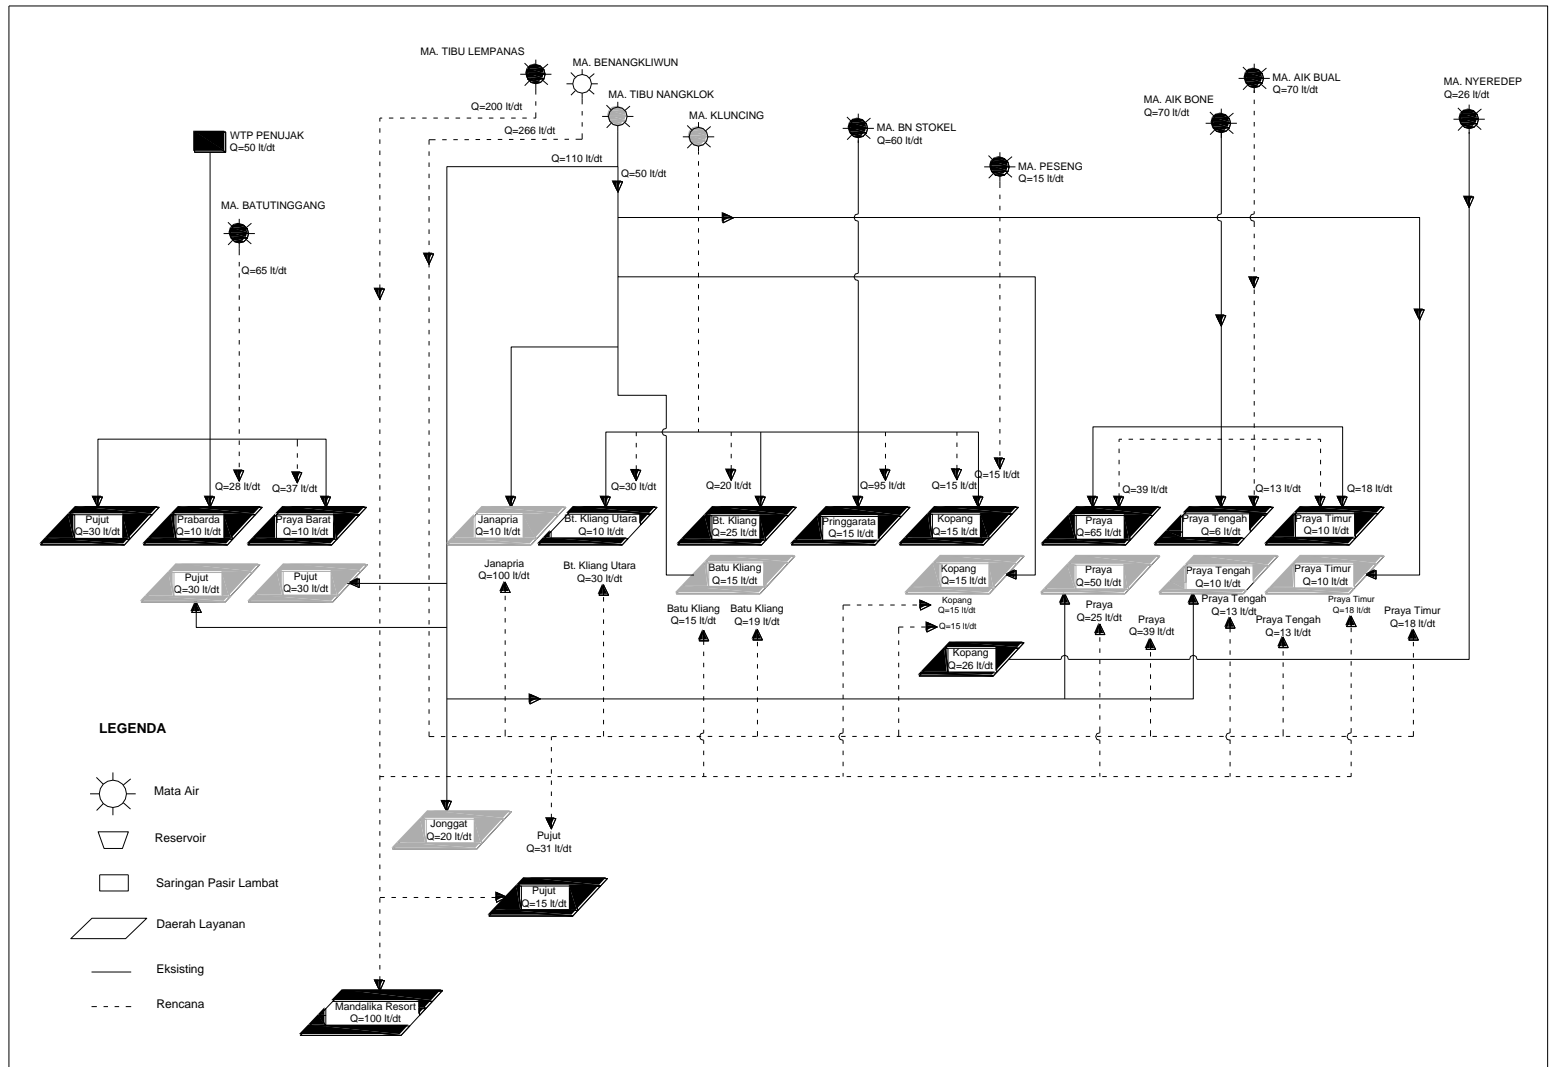 MA. TIBU LEMPANAS
MA. BENANGKLIWUN
MA. AIK BUAL
Q=70 lt/dt
MA. NYEREDEP
Q=26 lt/dt
MA. TIBU NANGKLOK
Q=200 lt/dt
MA. AIK BONE
Q=70 lt/dt
MA. KLUNCING
Q=266 lt/dt
MA. BN STOKEL
Q=60 lt/dt
WTP PENUJAK
Q=50 lt/dt
Q=110 lt/dt
Q=50 lt/dt
MA. PESENG
Q=15 lt/dt
MA. BATUTINGGANG
Q=65 lt/dt
Q=28 lt/dt
Q=37 lt/dt
Q=30 lt/dt
Q=20 lt/dt
Q=95 lt/dt
Q=15 lt/dt
Q=15 lt/dt
Q=39 lt/dt
Q=13 lt/dt
Q=18 lt/dt
Pujut
Q=30 lt/dt
Prabarda
Q=10 lt/dt
Praya Barat
Q=10 lt/dt
Janapria
Q=10 lt/dt
Bt. Kliang Utara
Q=10 lt/dt
Bt. Kliang
Q=25 lt/dt
Pringgarata
Q=15 lt/dt
Kopang
Q=15 lt/dt
Praya
Q=65 lt/dt
Praya Tengah
Q=6 lt/dt
Praya Timur
Q=10 lt/dt
Pujut
Q=30 lt/dt
Pujut
Q=30 lt/dt
Janapria
Q=100 lt/dt
Bt. Kliang Utara
Q=30 lt/dt
Batu Kliang
Q=15 lt/dt
Kopang
Q=15 lt/dt
Praya
Q=50 lt/dt
Praya Tengah
Q=10 lt/dt
Praya Timur
Q=10 lt/dt
Batu Kliang
Q=15 lt/dt
Batu Kliang
Q=19 lt/dt
Kopang
Q=15 lt/dt
Q=15 lt/dt
Praya
Q=25 lt/dt
Praya
Q=39 lt/dt
Praya Tengah
Q=13 lt/dt
Praya Tengah
Q=13 lt/dt
Praya Timur
Q=18 lt/dt
Praya Timur
Q=18 lt/dt
Kopang
Q=26 lt/dt
LEGENDA
Mata Air
Reservoir
Saringan Pasir Lambat
Daerah Layanan
Eksisting
Rencana
Jonggat
Q=20 lt/dt
Pujut
Q=31 lt/dt
Pujut
Q=15 lt/dt
Mandalika Resort
Q=100 lt/dt